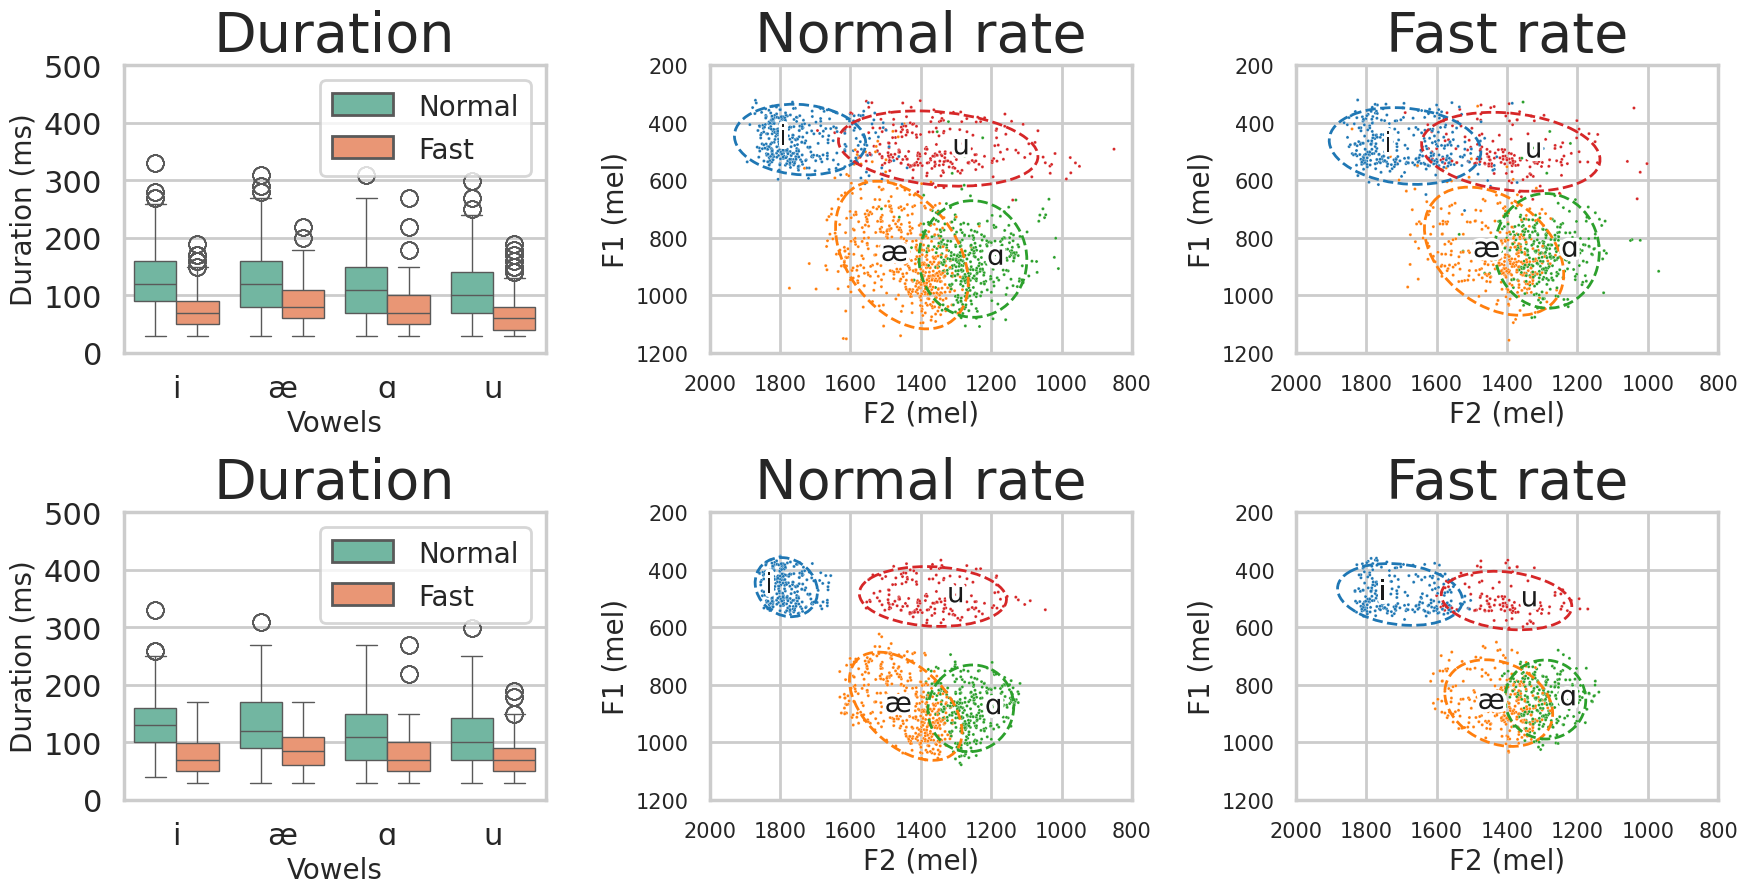 Duration
500
400
300
200
100
0
Duration (ms)
Normal
Fast
i æ ɑ u
Vowels
Normal rate
200
400
600
800
1000
1200
F1 (mel)
i
u
æ
ɑ
2000 1800 1600 1400 1200 1000 800
F2 (mel)
Fast rate
200
400
600
800
1000
1200
F1 (mel)
i
u
æ
ɑ
2000 1800 1600 1400 1200 1000 800
F2 (mel)
Duration
500
400
300
200
100
0
Duration (ms)
Normal
Fast
i æ ɑ u
Vowels
Normal rate
200
400
600
800
1000
1200
F1 (mel)
i
u
æ
ɑ
2000 1800 1600 1400 1200 1000 800
F2 (mel)
Fast rate
200
400
600
800
1000
1200
F1 (mel)
i
u
æ
ɑ
2000 1800 1600 1400 1200 1000 800
F2 (mel)